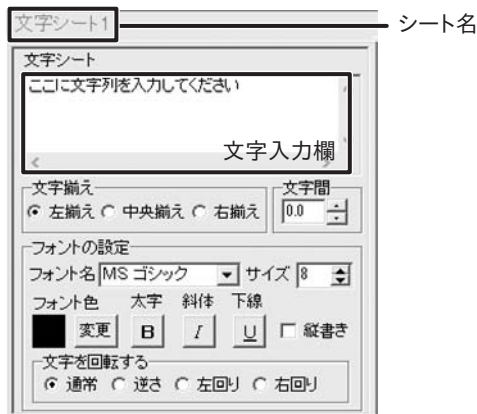 文字シート1
シート名
文字シート
ここに文字列を入力してください
文字入力欄
文字揃え
文字間
左揃え 中央揃え 右揃え
0.0
フォントの設定
フォント名 MS ゴシック サイズ 8
フォント色 太字 斜体 下線
変更 B I U 縦書き
文字を回転する
通常 逆さ 左回り 右回り